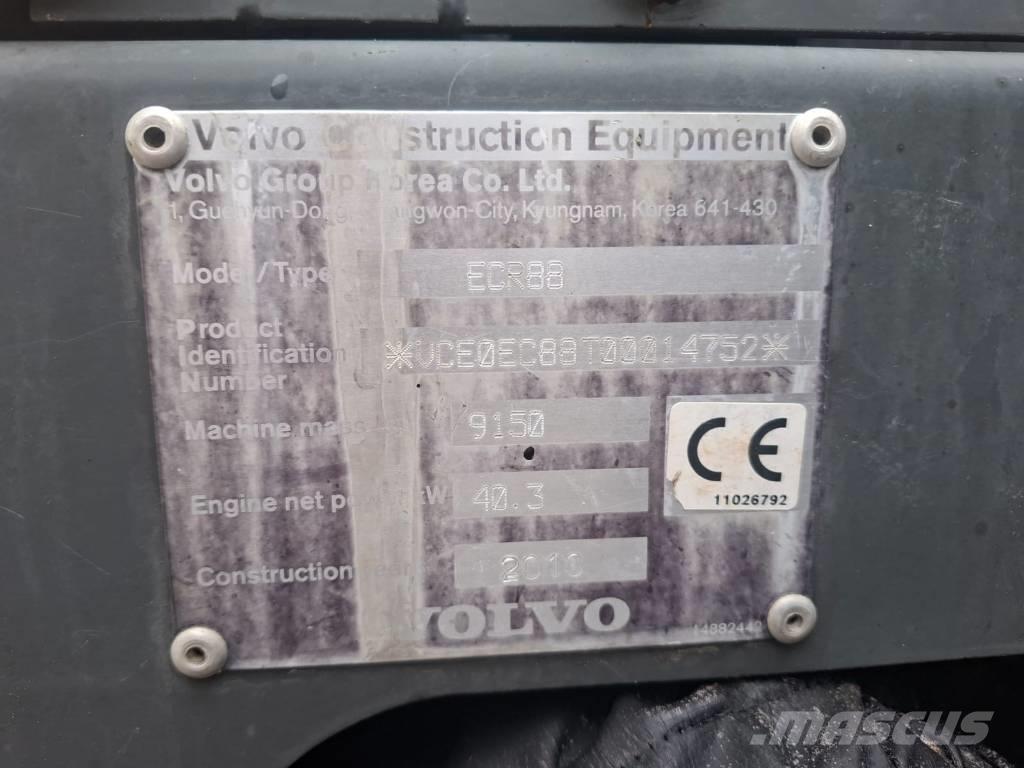 Volvo Construction Equipment
Volvo Group Korea Co. Ltd.
Kyungnam, Korea 641-430
Model/Type
ECR88
Product
Identification
Number
*VCE0EC88T00014752*
Machine mass
9150
Engine net power kW
40.3
Construction Year
2010
CE
11026792
VOLVO
14882442
MASCUS